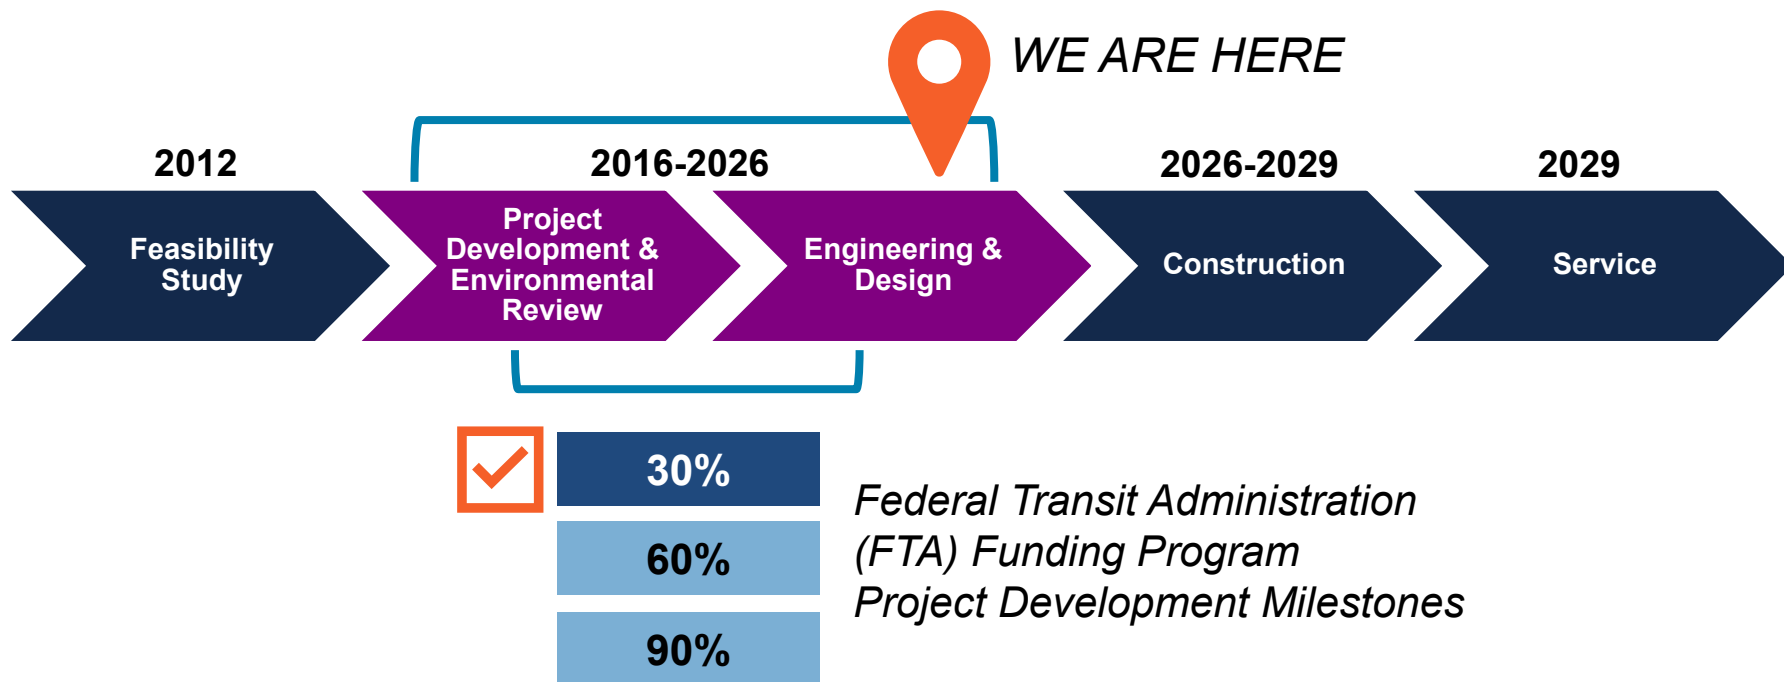 WE ARE HERE
2012
2016-2026
2026-2029
2029
Feasibility
Study
Project
Development &
Environmental
Review
Engineering &
Design
Construction
Service
30%
60%
90%
Federal Transit Administration
(FTA) Funding Program
Project Development Milestones